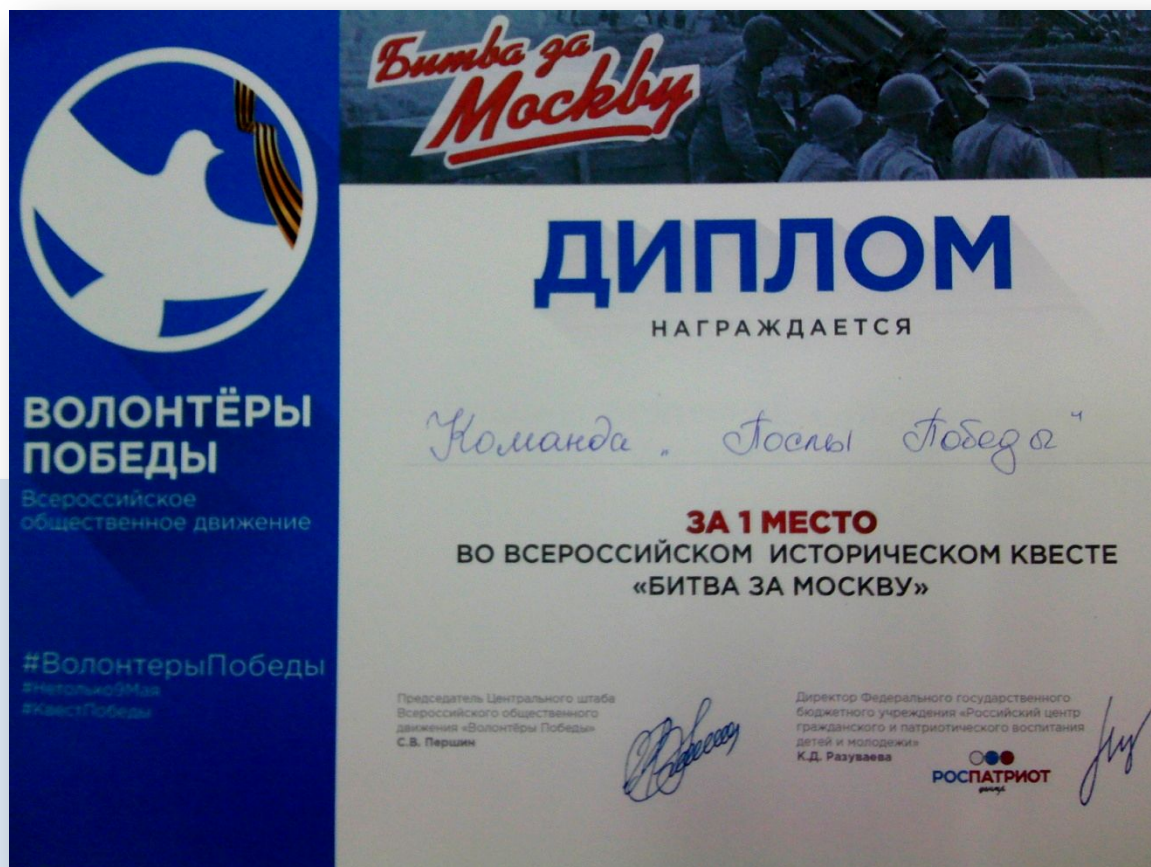 Битва за
Москву
ДИПЛОМ
НАГРАЖДАЕТСЯ
Команда „ Послы Победы "
ЗА 1 МЕСТО
ВО ВСЕРОССИЙСКОМ ИСТОРИЧЕСКОМ КВЕСТЕ
«БИТВА ЗА МОСКВУ»
ВОЛОНТЁРЫ
ПОБЕДЫ
Всероссийское
общественное движение
#ВолонтерыПобеды
#Нетолько9Мая
#КвестПобеды
Председатель Центрального штаба
Всероссийского общественного
движения «Волонтёры Победы»
С.В. Першин
Директор Федерального государственного
бюджетного учреждения «Российский центр
гражданского и патриотического воспитания
детей и молодежи»
К.Д. Разуваева
РОСПАТРИОТ
центр